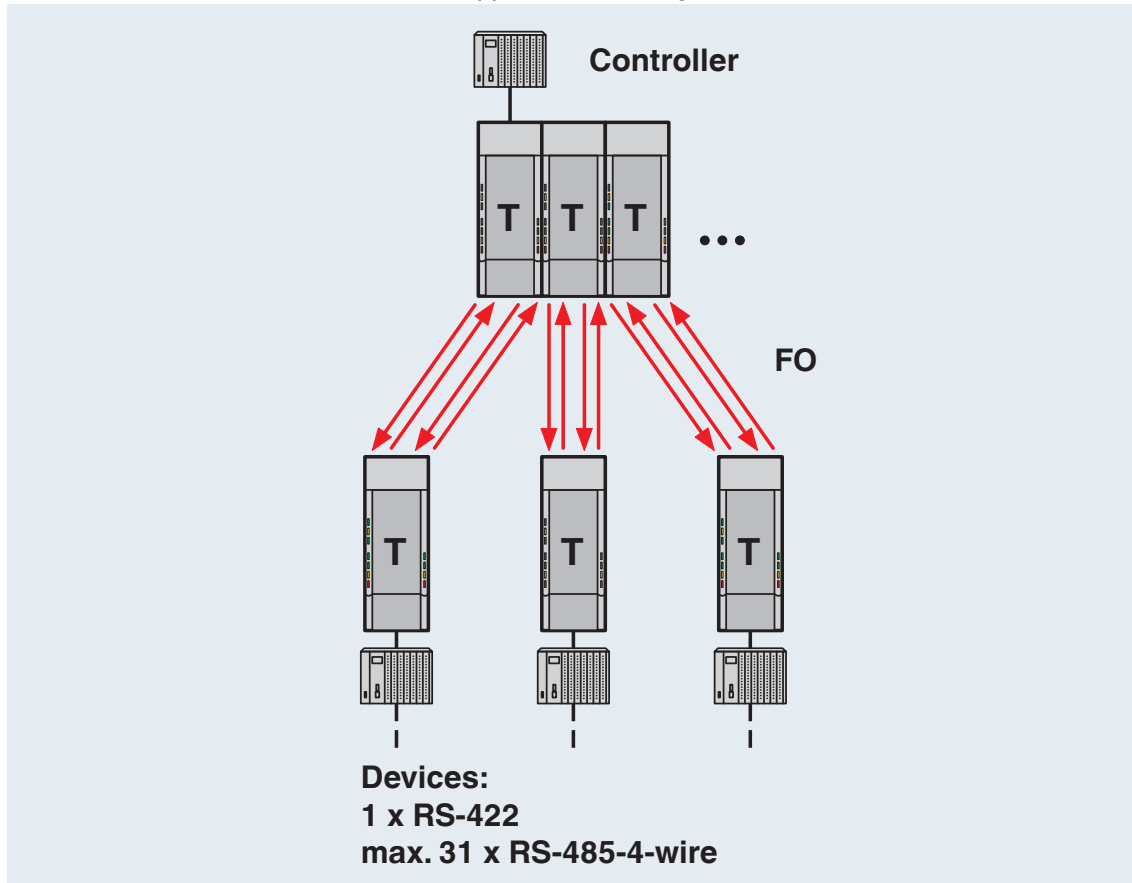 Controller
T T T
...
FO
T T T
Devices:
1 x RS-422
max. 31 x RS-485-4-wire